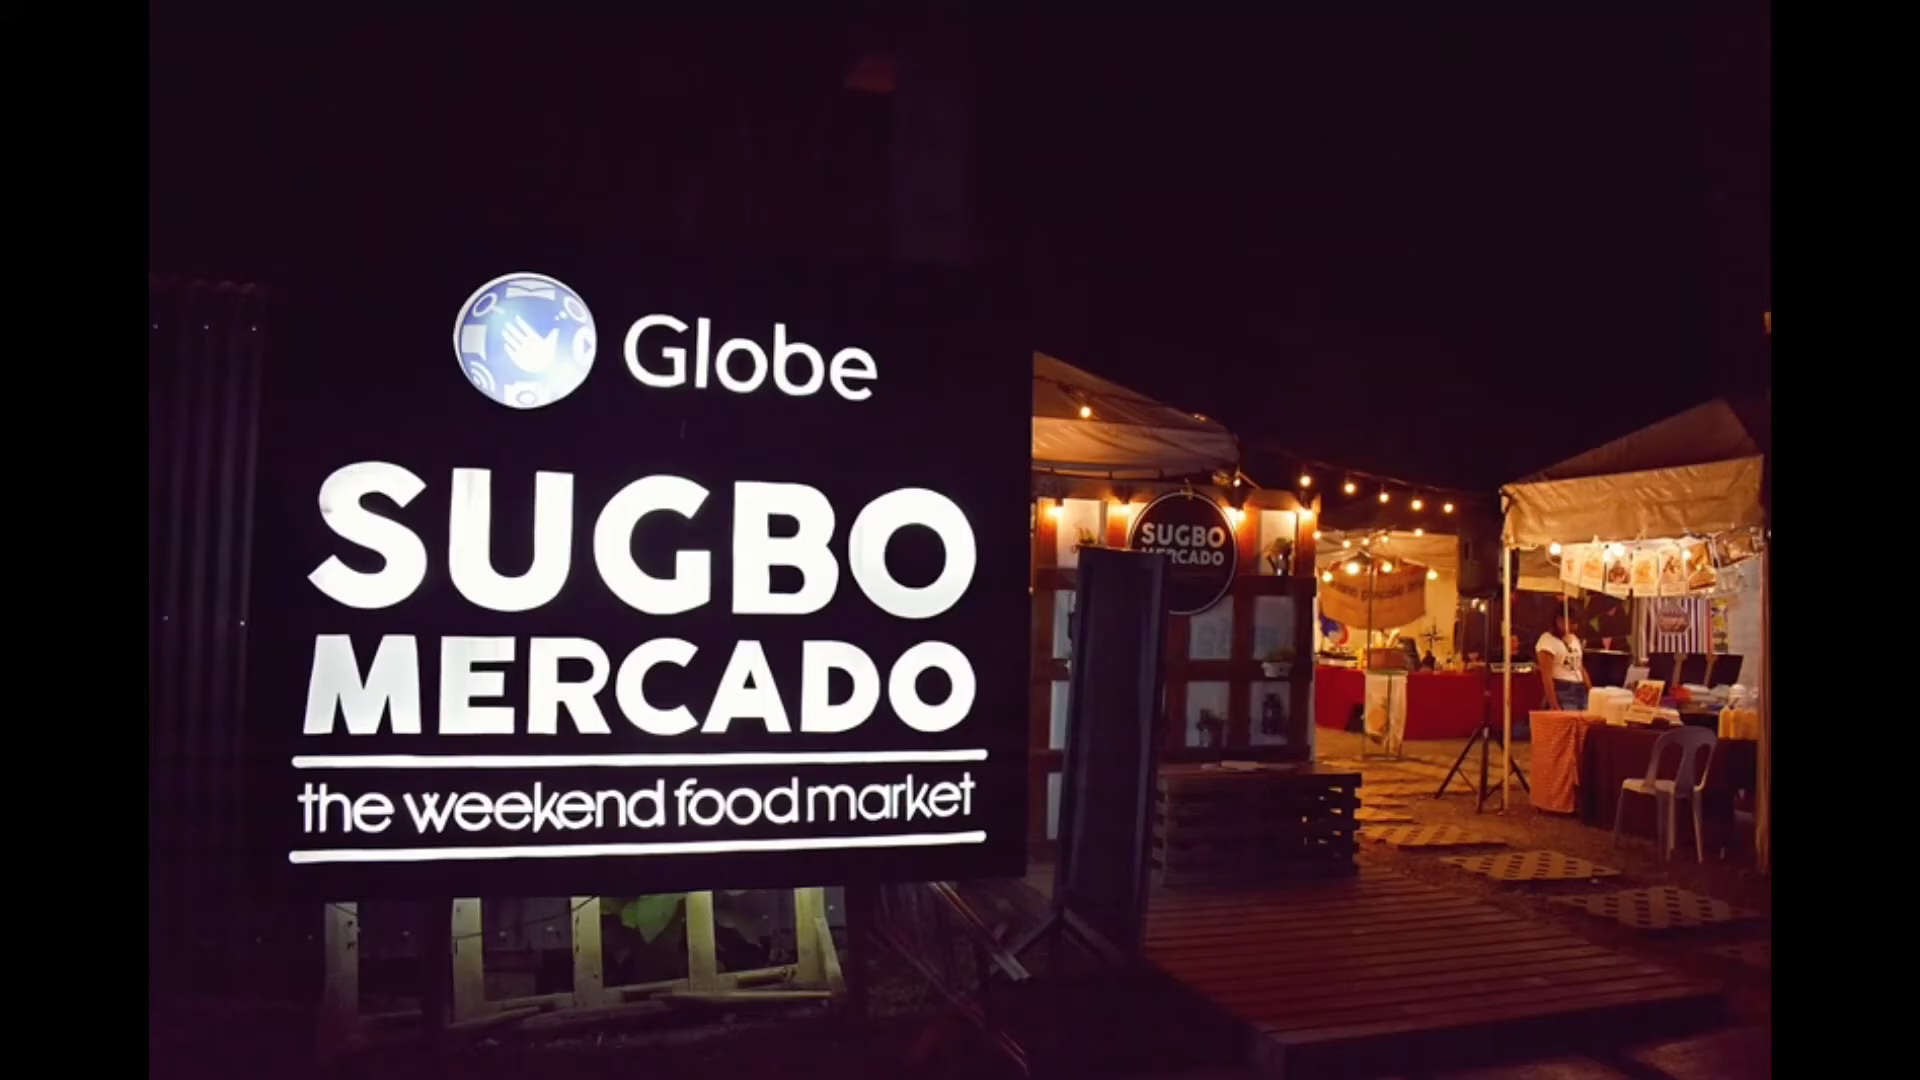 Globe
SUGBO
MERCADO
the weekend food market
SUGBO
MERCADO